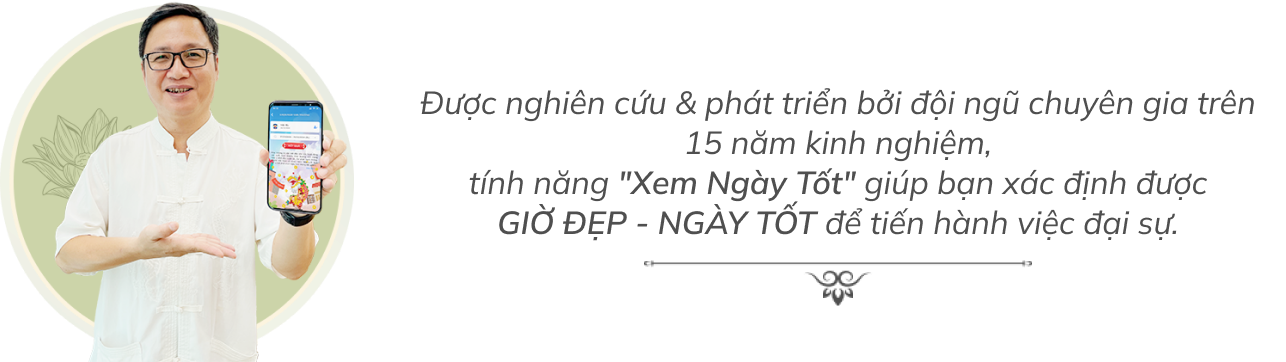 Được nghiên cứu & phát triển bởi đội ngũ chuyên gia trên
15 năm kinh nghiệm,
tính năng "Xem Ngày Tốt" giúp bạn xác định được
GIỜ ĐẸP - NGÀY TỐT để tiến hành việc đại sự.